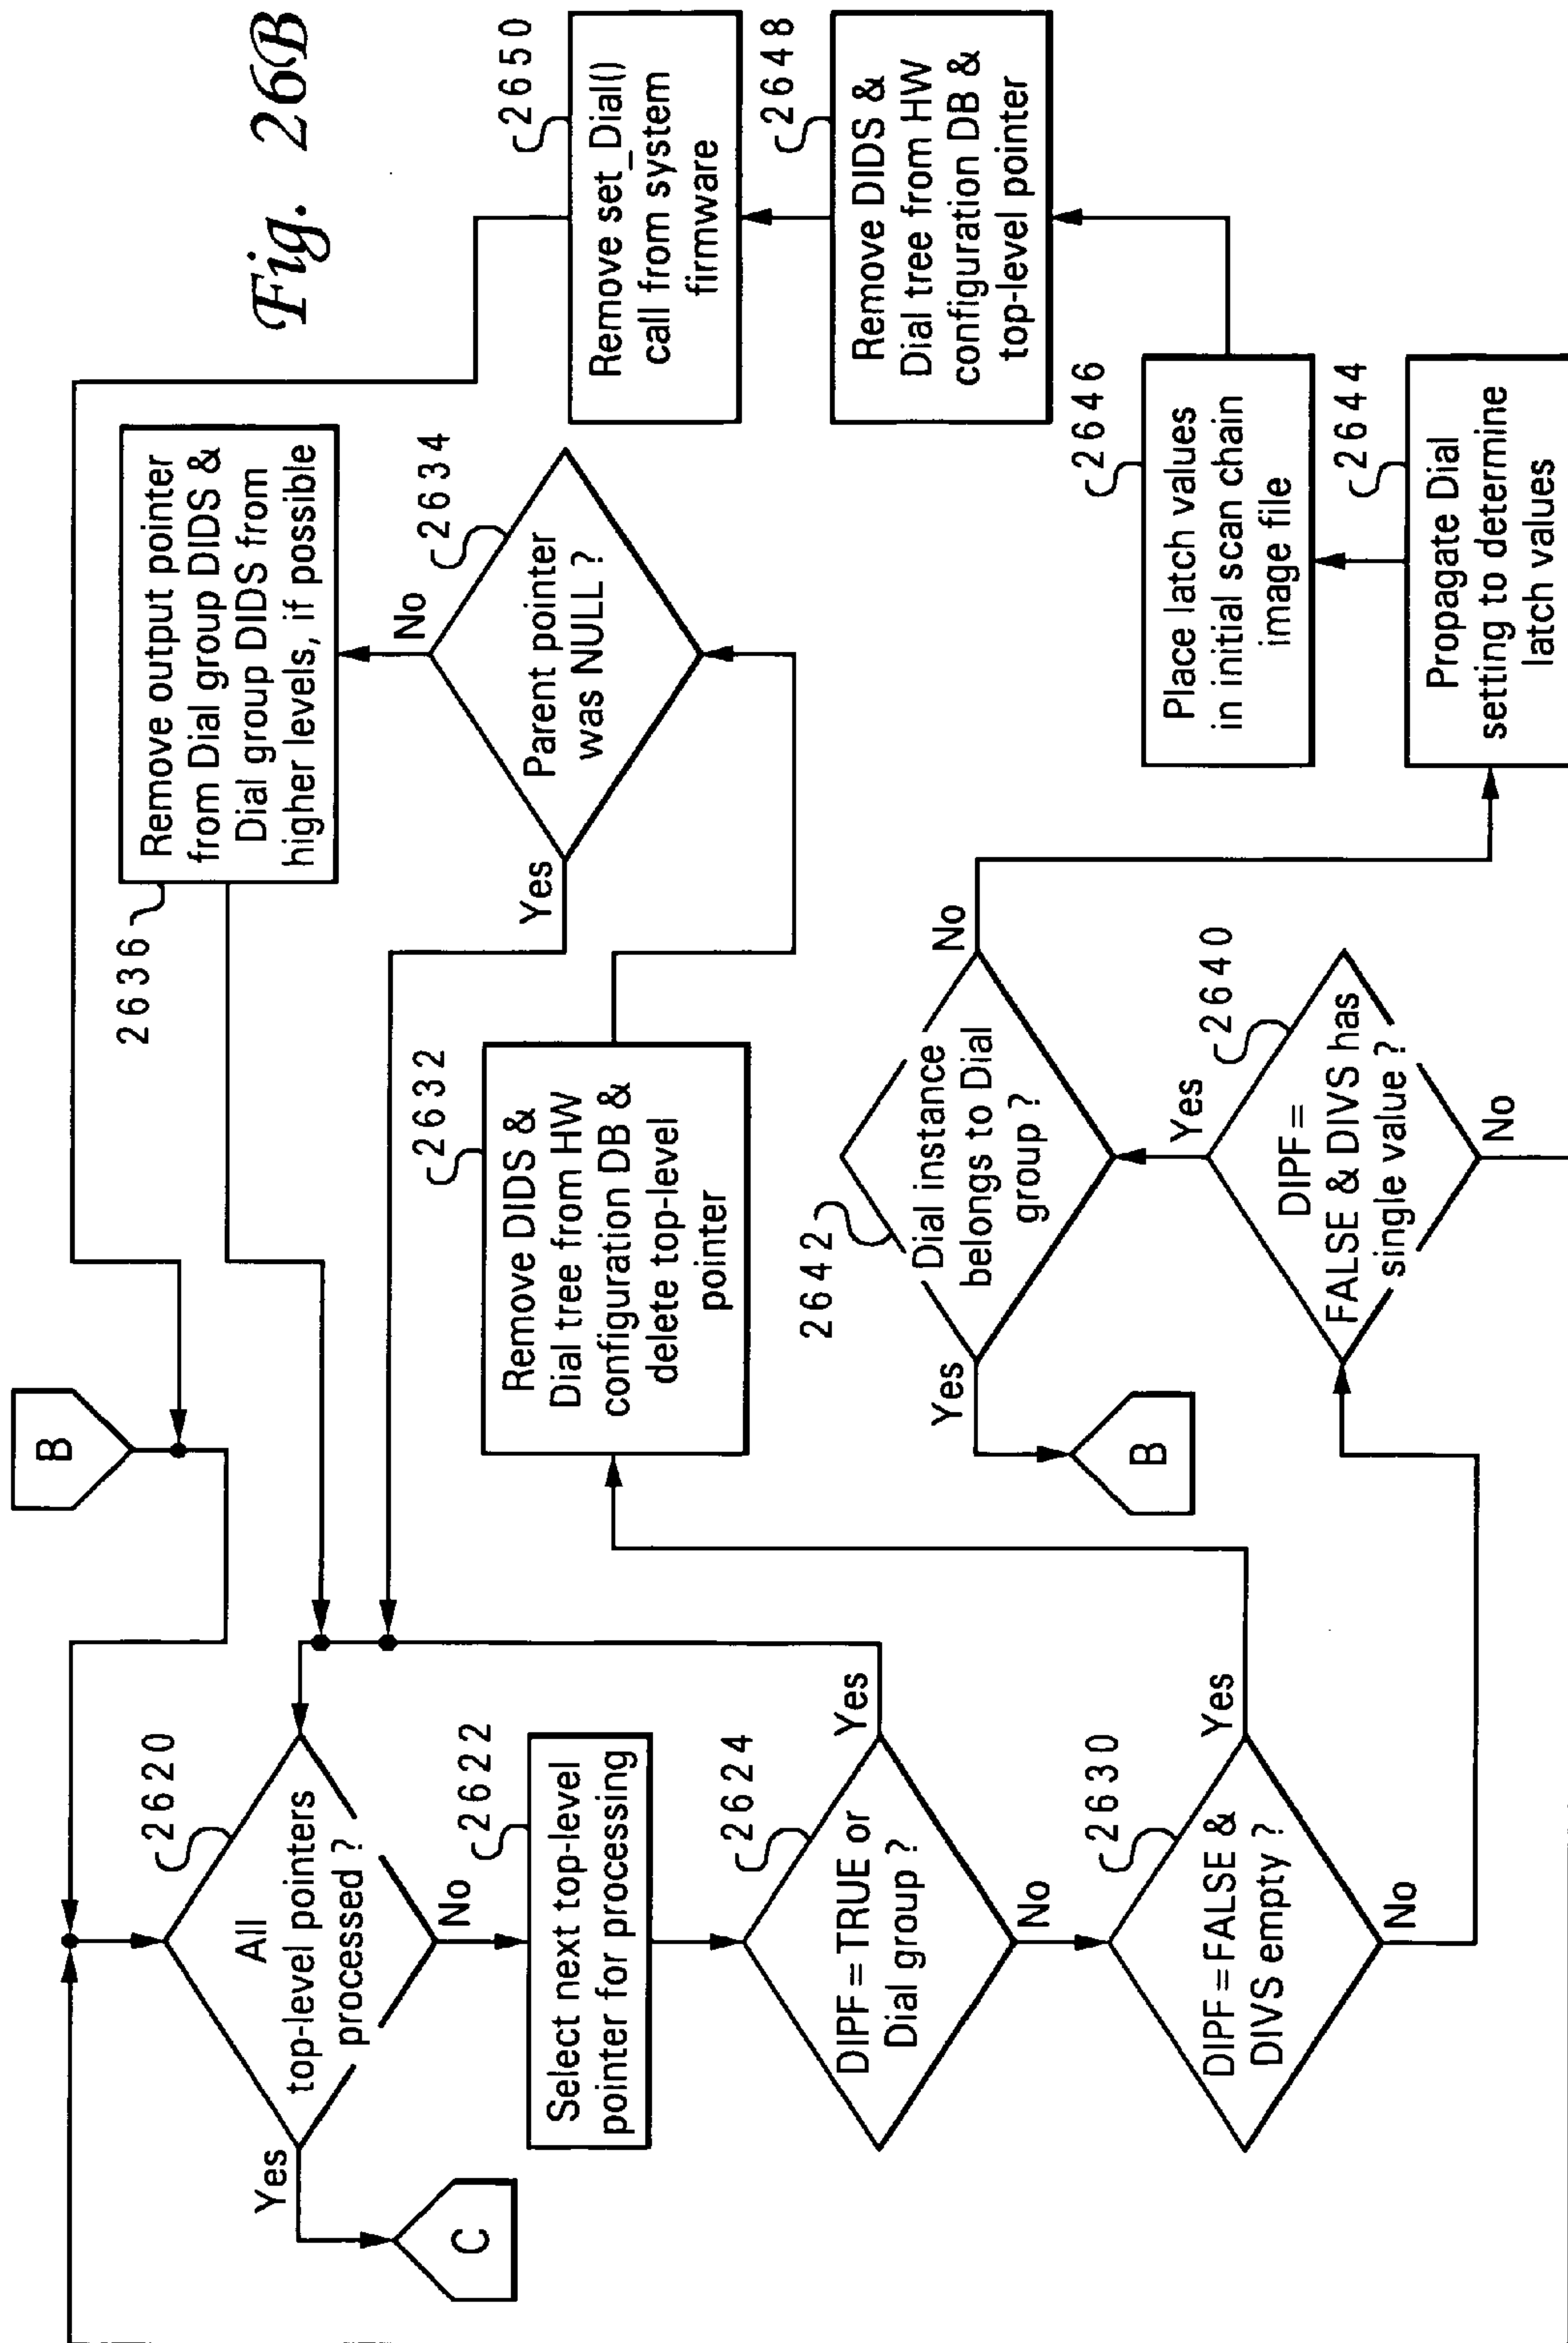 Fig. 26B
B
All
top-level pointers
processed ?
2620
Yes
C
No
Select next top-level
pointer for processing
2622
DIPF = TRUE or
Dial group ?
2624
Yes
No
DIPF = FALSE &
DIVS empty ?
2630
Yes
No
Remove DIDS &
Dial tree from HW
configuration DB &
delete top-level
pointer
2632
Parent pointer
was NULL ?
2634
Yes
No
Remove output pointer
from Dial group DIDS &
Dial group DIDS from
higher levels, if possible
2636
DIPF =
FALSE & DIVS has
single value ?
2640
Yes
No
Dial instance
belongs to Dial
group ?
2642
Yes
B
No
Propagate Dial
setting to determine
latch values
2644
Place latch values
in initial scan chain
image file
2646
Remove DIDS &
Dial tree from HW
configuration DB &
top-level pointer
2648
Remove set_Dial()
call from system
firmware
2650